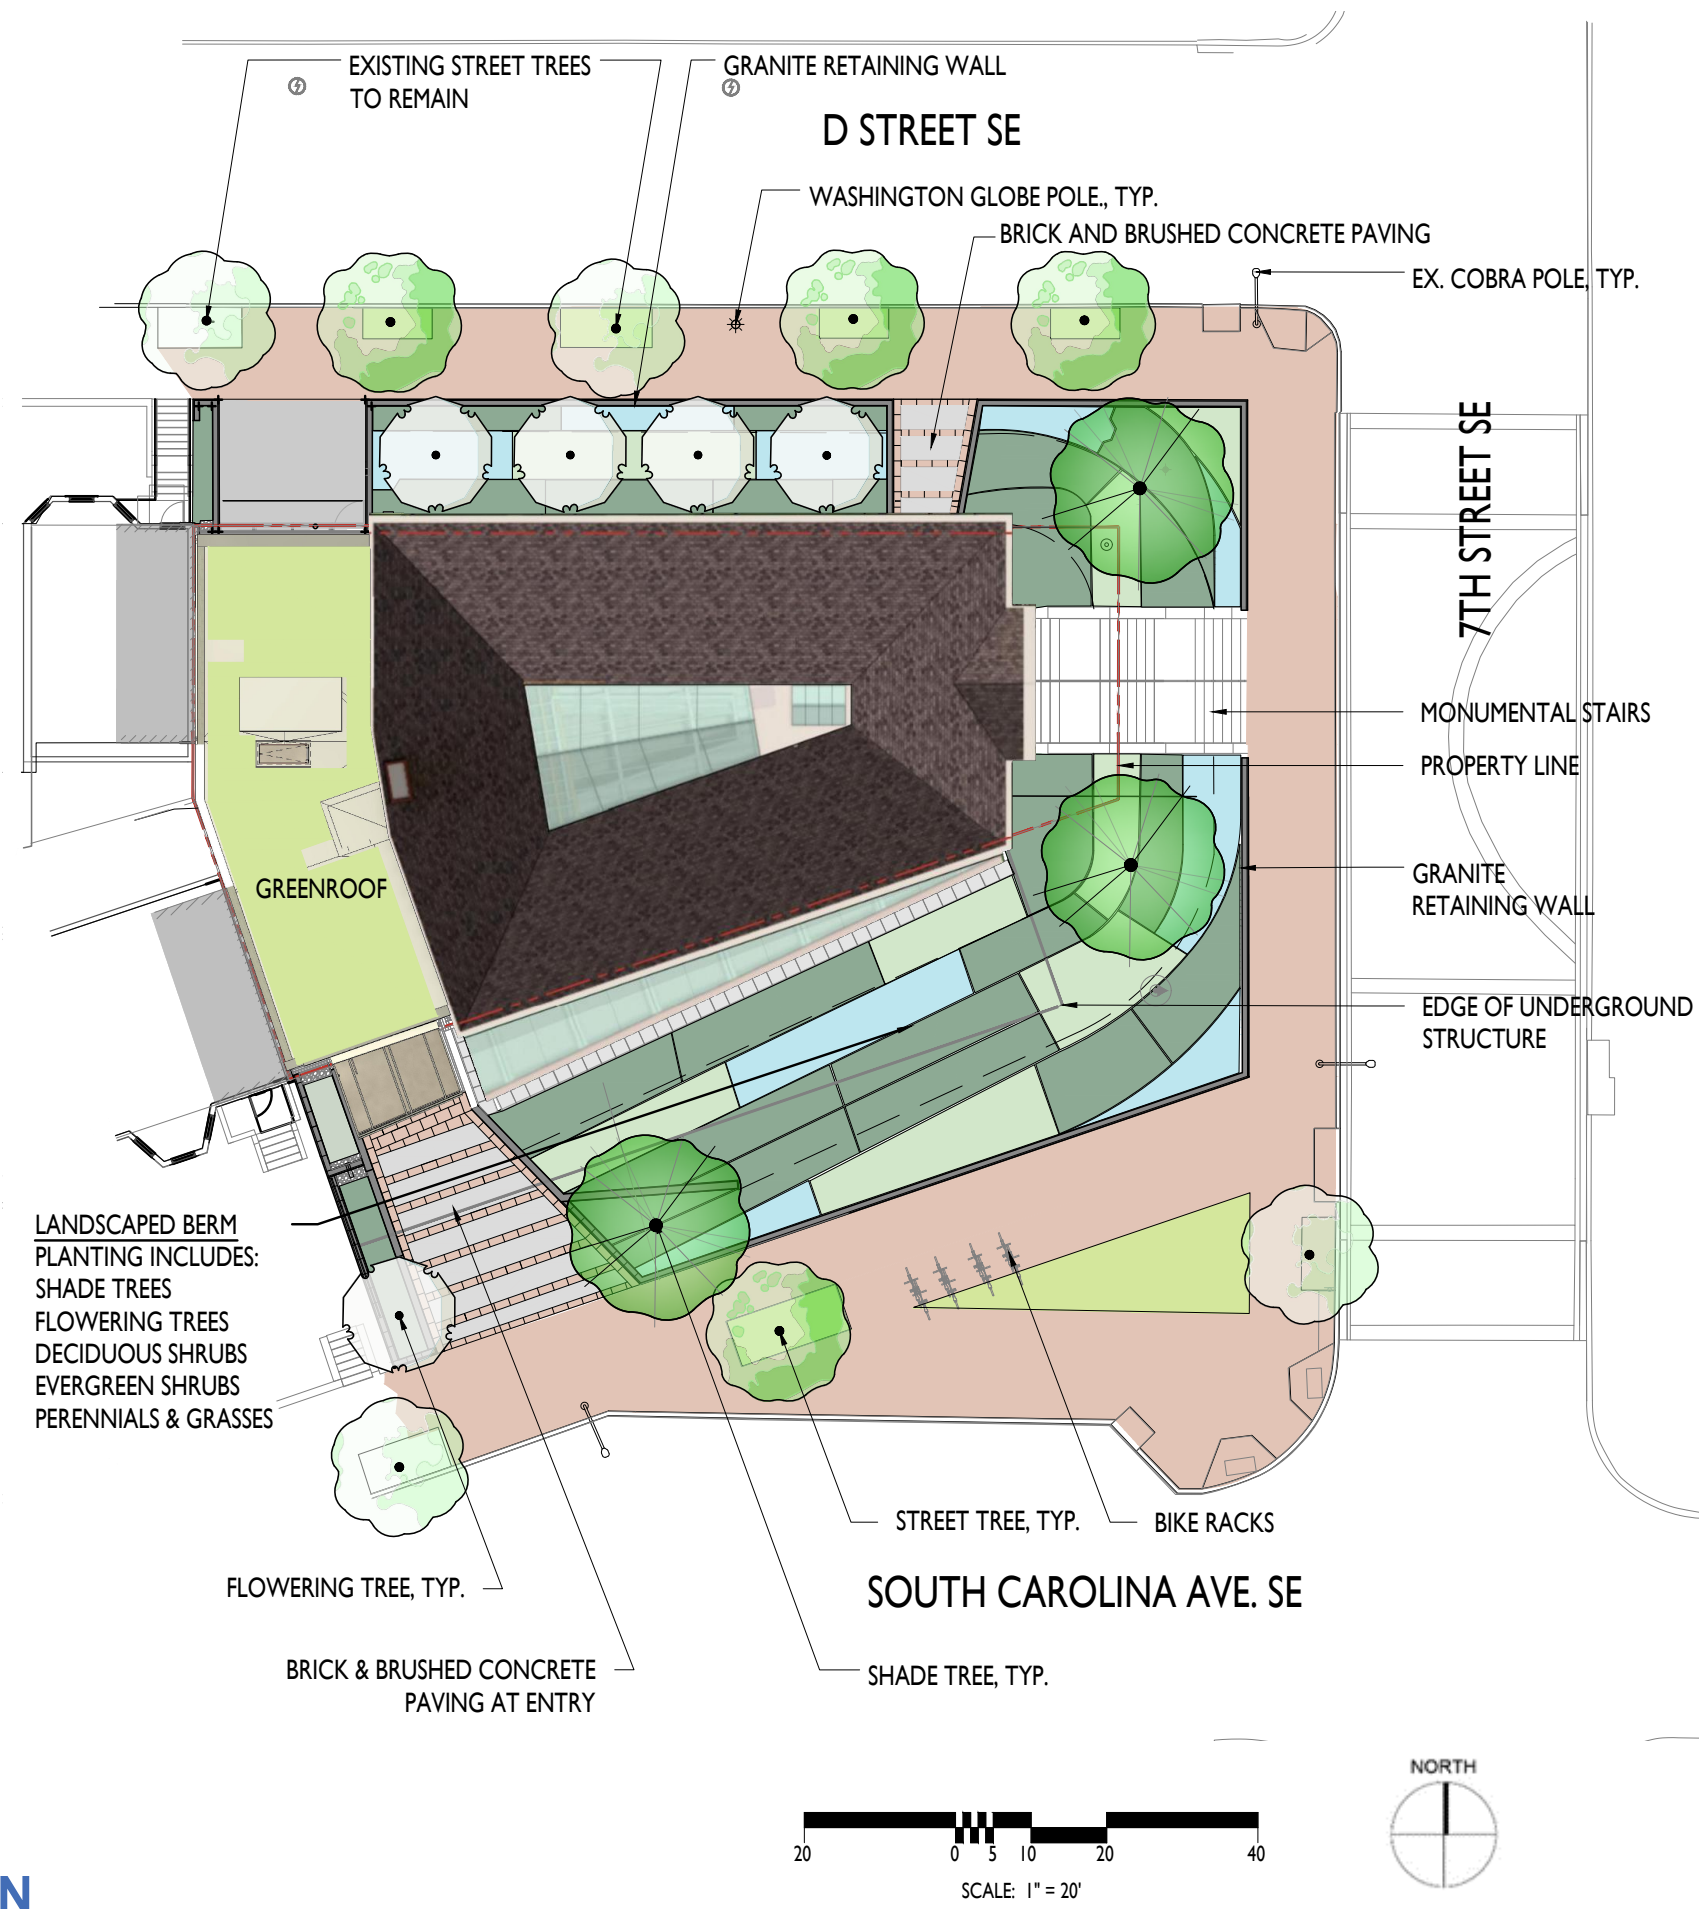 EXISTING STREET TREES
TO REMAIN
GRANITE RETAINING WALL
D STREET SE
WASHINGTON GLOBE POLE., TYP.
BRICK AND BRUSHED CONCRETE PAVING
EX. COBRA POLE, TYP.
7TH STREET SE
MONUMENTAL STAIRS
PROPERTY LINE
GRANITE
RETAINING WALL
GREENROOF
EDGE OF UNDERGROUND
STRUCTURE
LANDSCAPED BERM
PLANTING INCLUDES:
SHADE TREES
FLOWERING TREES
DECIDUOUS SHRUBS
EVERGREEN SHRUBS
PERENNIALS & GRASSES
STREET TREE, TYP.
BIKE RACKS
FLOWERING TREE, TYP.
SOUTH CAROLINA AVE. SE
BRICK & BRUSHED CONCRETE
PAVING AT ENTRY
SHADE TREE, TYP.
NORTH
20 0 5 10 20 40
SCALE: 1" = 20'
N